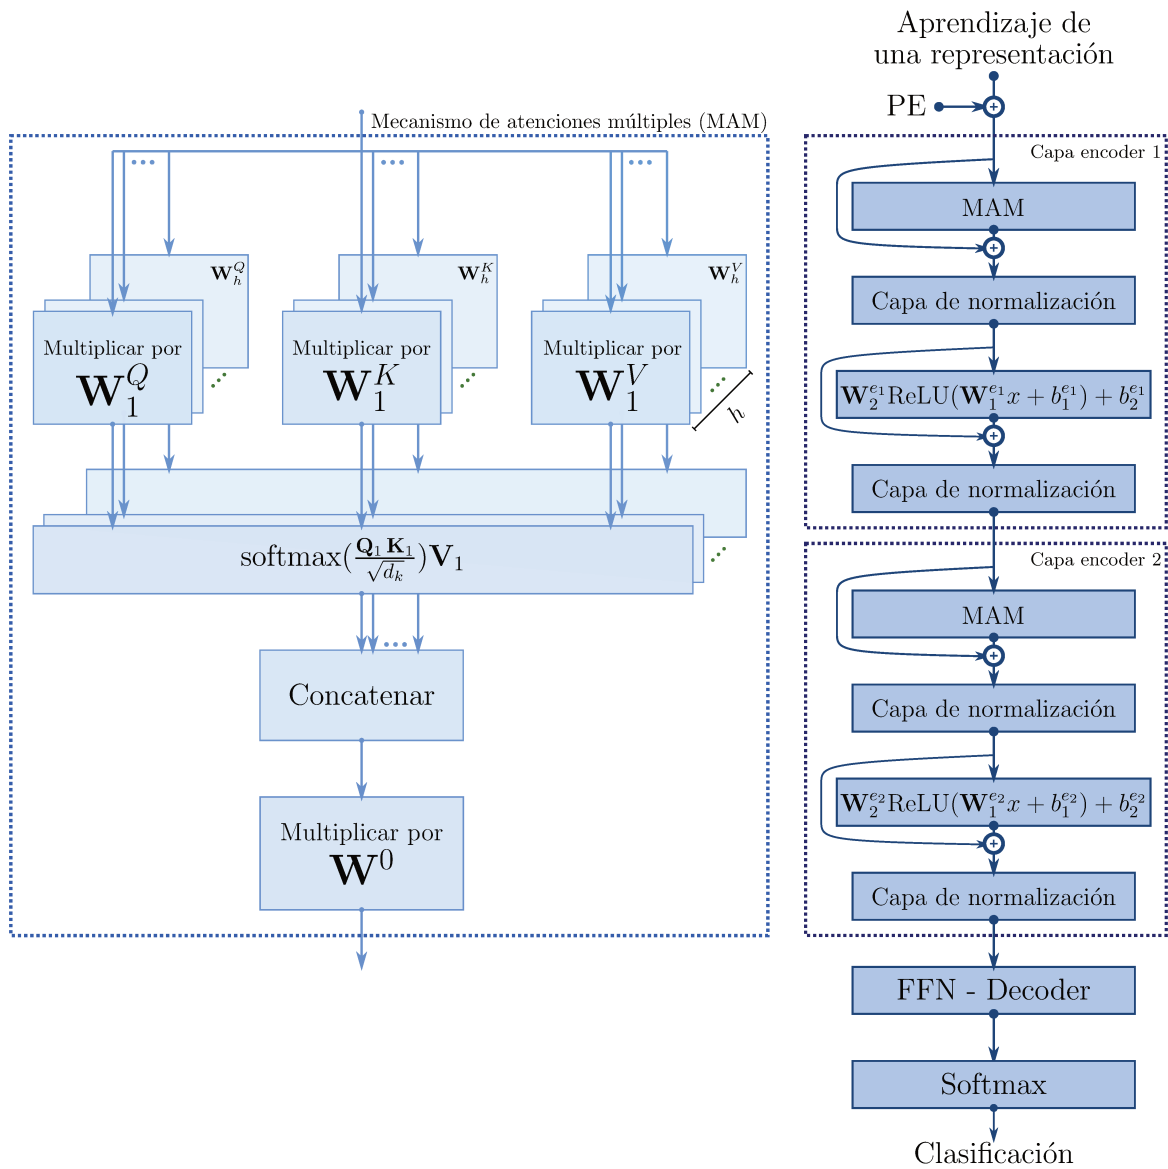 Aprendizaje de
una representación
PE
Mecanismo de atenciones múltiples (MAM)
W_h^Q
W_h^K
W_h^V
Multiplicar por
W_1^Q
Multiplicar por
W_1^K
Multiplicar por
W_1^V
h
softmax(\frac{Q_1 K_1}{\sqrt{d_k}})V_1
Concatenar
Multiplicar por
W^0
Capa encoder 1
MAM
Capa de normalización
W_2^{e_1}ReLU(W_1^{e_1}x + b_1^{e_1}) + b_2^{e_1}
Capa de normalización
Capa encoder 2
MAM
Capa de normalización
W_2^{e_2}ReLU(W_1^{e_2}x + b_1^{e_2}) + b_2^{e_2}
Capa de normalización
FFN - Decoder
Softmax
Clasificación